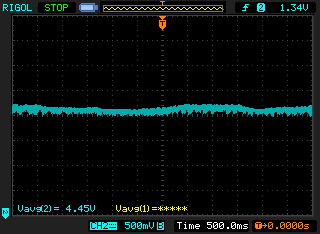 RIGOL STOP T f 2 1.34V
T
Vavg(2)= 4.45V Vavg(1)=*****
CH2 500mV B Time 500.0ms T→0.0000s